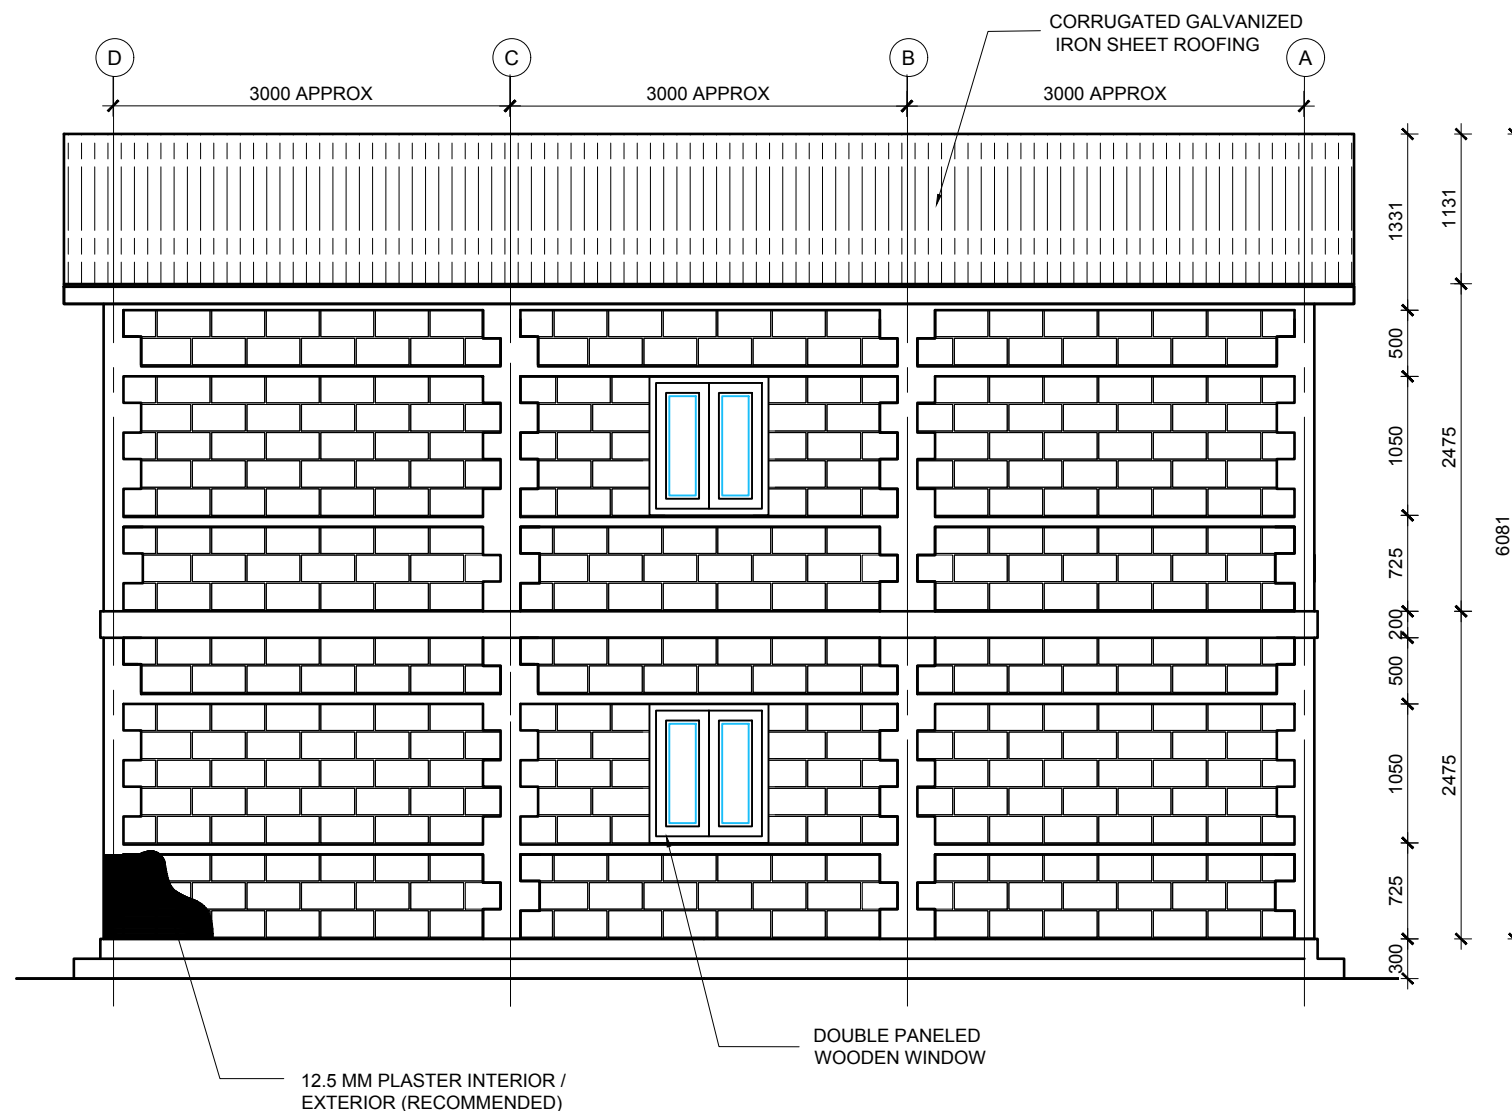 CORRUGATED GALVANIZED
IRON SHEET ROOFING
D
C
B
A
3000 APPROX
3000 APPROX
3000 APPROX
1331
1131
500
1050
2475
725
6081
200
500
1050
2475
725
300
DOUBLE PANELED
WOODEN WINDOW
12.5 MM PLASTER INTERIOR /
EXTERIOR (RECOMMENDED)